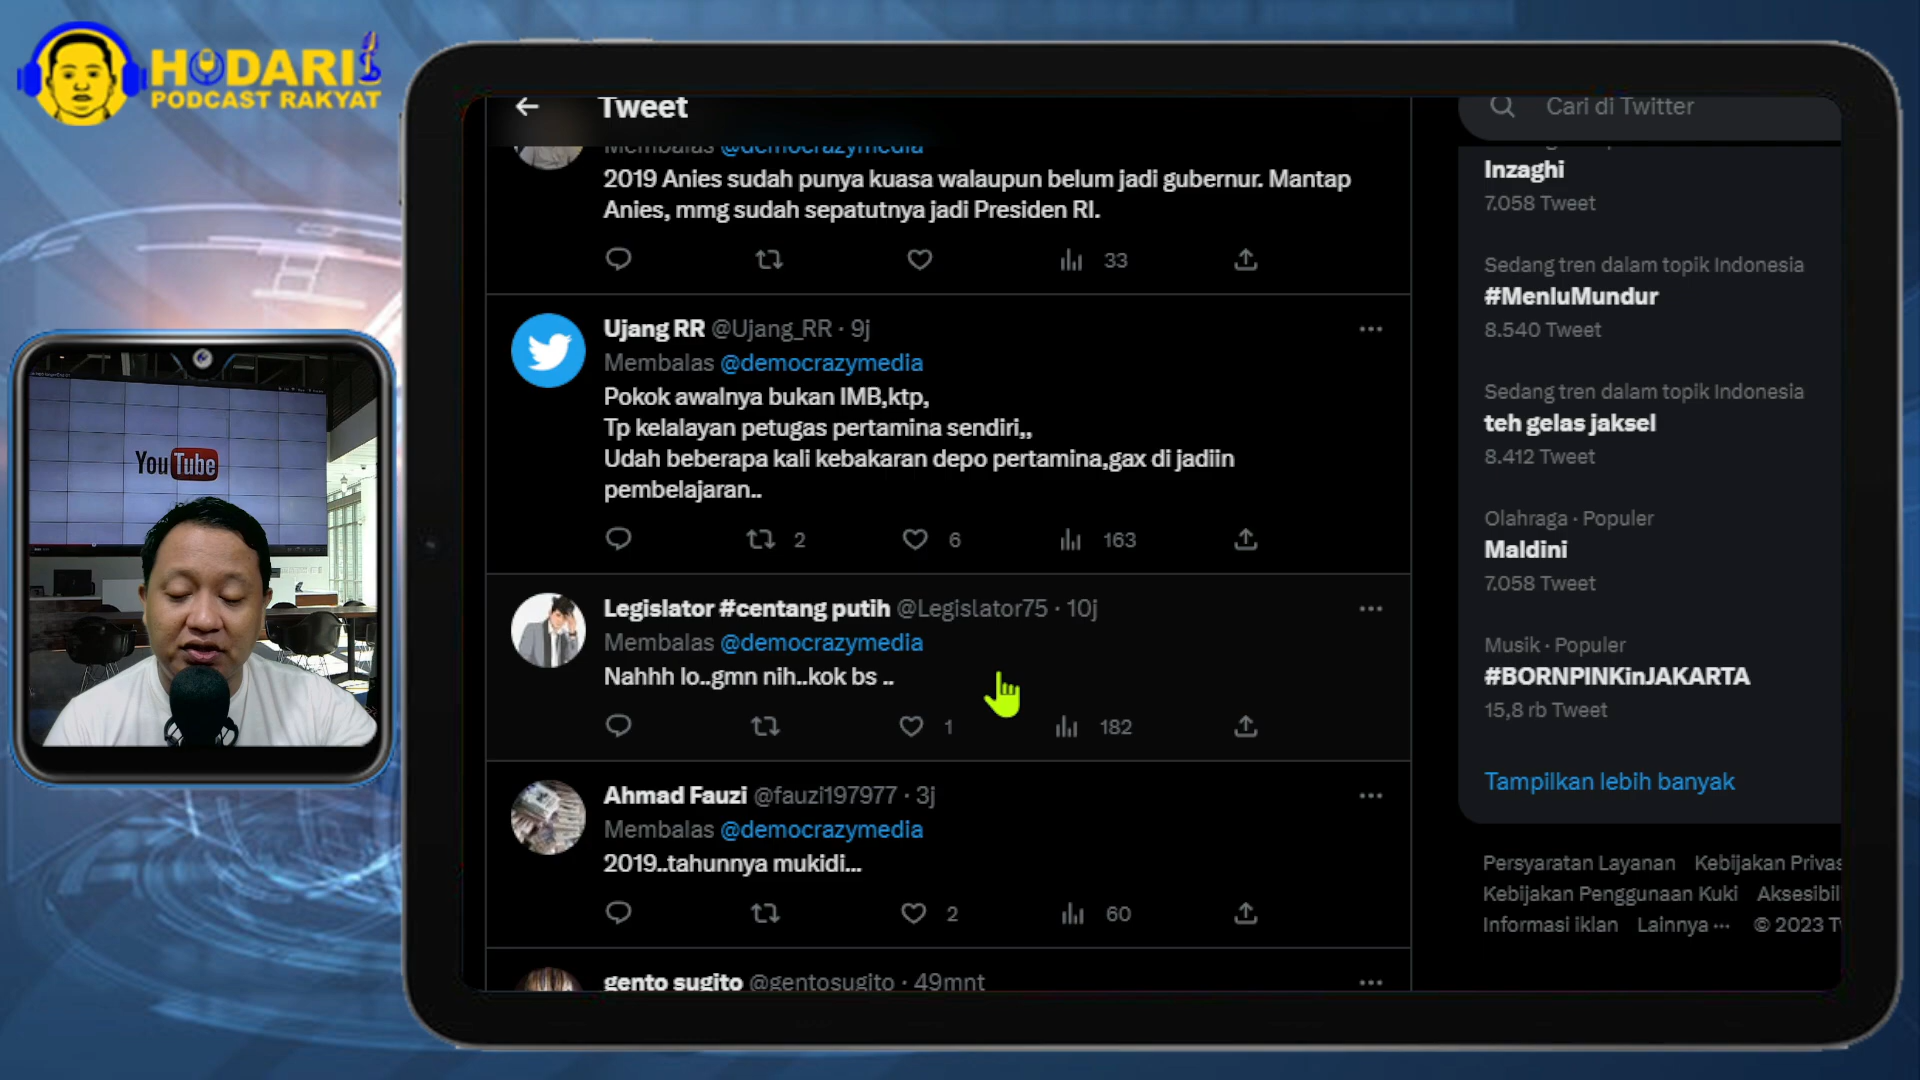 HODARI
PODCAST RAKYAT
YouTube
Tweet
Membalas @democrazymedia
2019 Anies sudah punya kuasa walaupun belum jadi gubernur. Mantap
Anies, mmg sudah sepatutnya jadi Presiden RI.
33
Ujang RR @Ujang_RR · 9j
Membalas @democrazymedia
Pokok awalnya bukan IMB,ktp,
Tp kelalayan petugas pertamina sendiri,,
Udah beberapa kali kebakaran depo pertamina,gax di jadiin
pembelajaran..
2 6 163
Legislator #centang putih @Legislator75 · 10j
Membalas @democrazymedia
Nahhh lo..gmn nih..kok bs ..
1 182
Ahmad Fauzi @fauzi197977 · 3j
Membalas @democrazymedia
2019..tahunnya mukidi...
2 60
gento sugito @gentosugito · 49mnt
Cari di Twitter
Inzaghi
7.058 Tweet
Sedang tren dalam topik Indonesia
#MenluMundur
8.540 Tweet
Sedang tren dalam topik Indonesia
teh gelas jaksel
8.412 Tweet
Olahraga · Populer
Maldini
7.058 Tweet
Musik · Populer
#BORNPINKinJAKARTA
15,8 rb Tweet
Tampilkan lebih banyak
Persyaratan Layanan Kebijakan Privas
Kebijakan Penggunaan Kuki Aksesibil
Informasi iklan Lainnya ··· © 2023 T